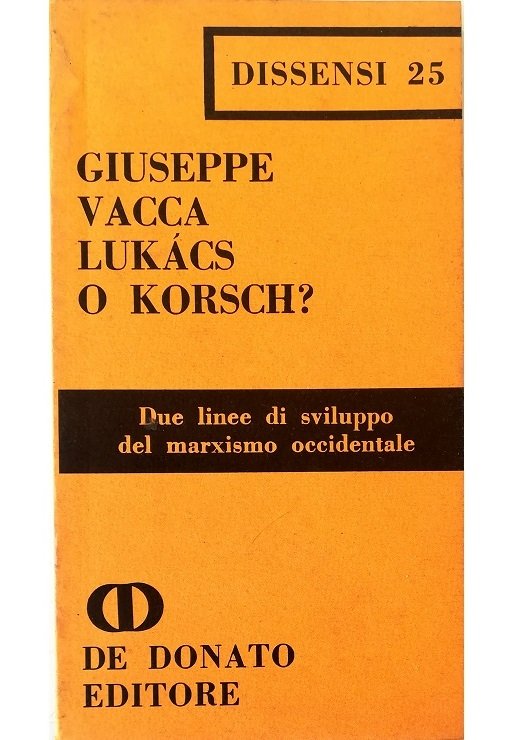 DISSENSI 25
GIUSEPPE
VACCA
LUKÁCS
O KORSCH?
Due linee di sviluppo
del marxismo occidentale
DE DONATO
EDITORE